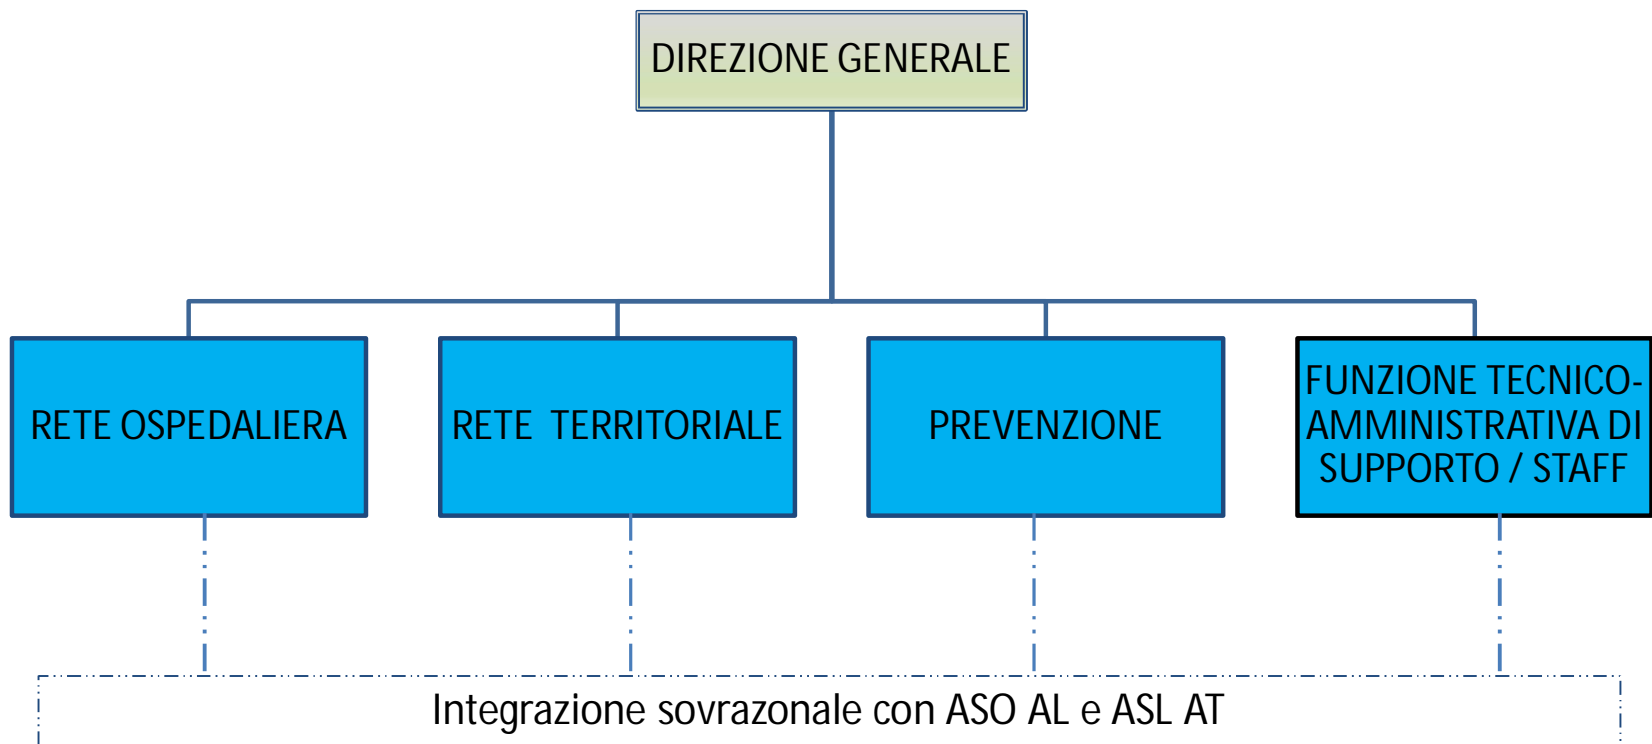 DIREZIONE GENERALE
RETE OSPEDALIERA
RETE TERRITORIALE
PREVENZIONE
FUNZIONE TECNICO-
AMMINISTRATIVA DI
SUPPORTO / STAFF
Integrazione sovrazonale con ASO AL e ASL AT